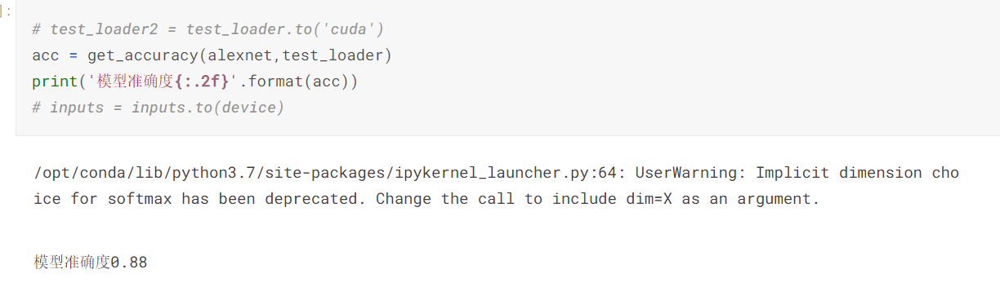 ]:
# test_loader2 = test_loader.to('cuda')
acc = get_accuracy(alexnet,test_loader)
print('模型准确度{:.2f}'.format(acc))
# inputs = inputs.to(device)
/opt/conda/lib/python3.7/site-packages/ipykernel_launcher.py:64: UserWarning: Implicit dimension cho
ice for softmax has been deprecated. Change the call to include dim=X as an argument.
模型准确度0.88